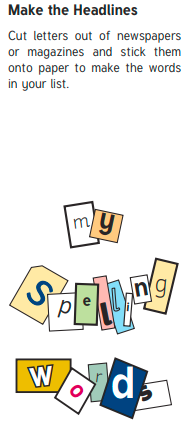 Make the Headlines
Cut letters out of newspapers
or magazines and stick them
onto paper to make the words
in your list.
my
Spelling
words